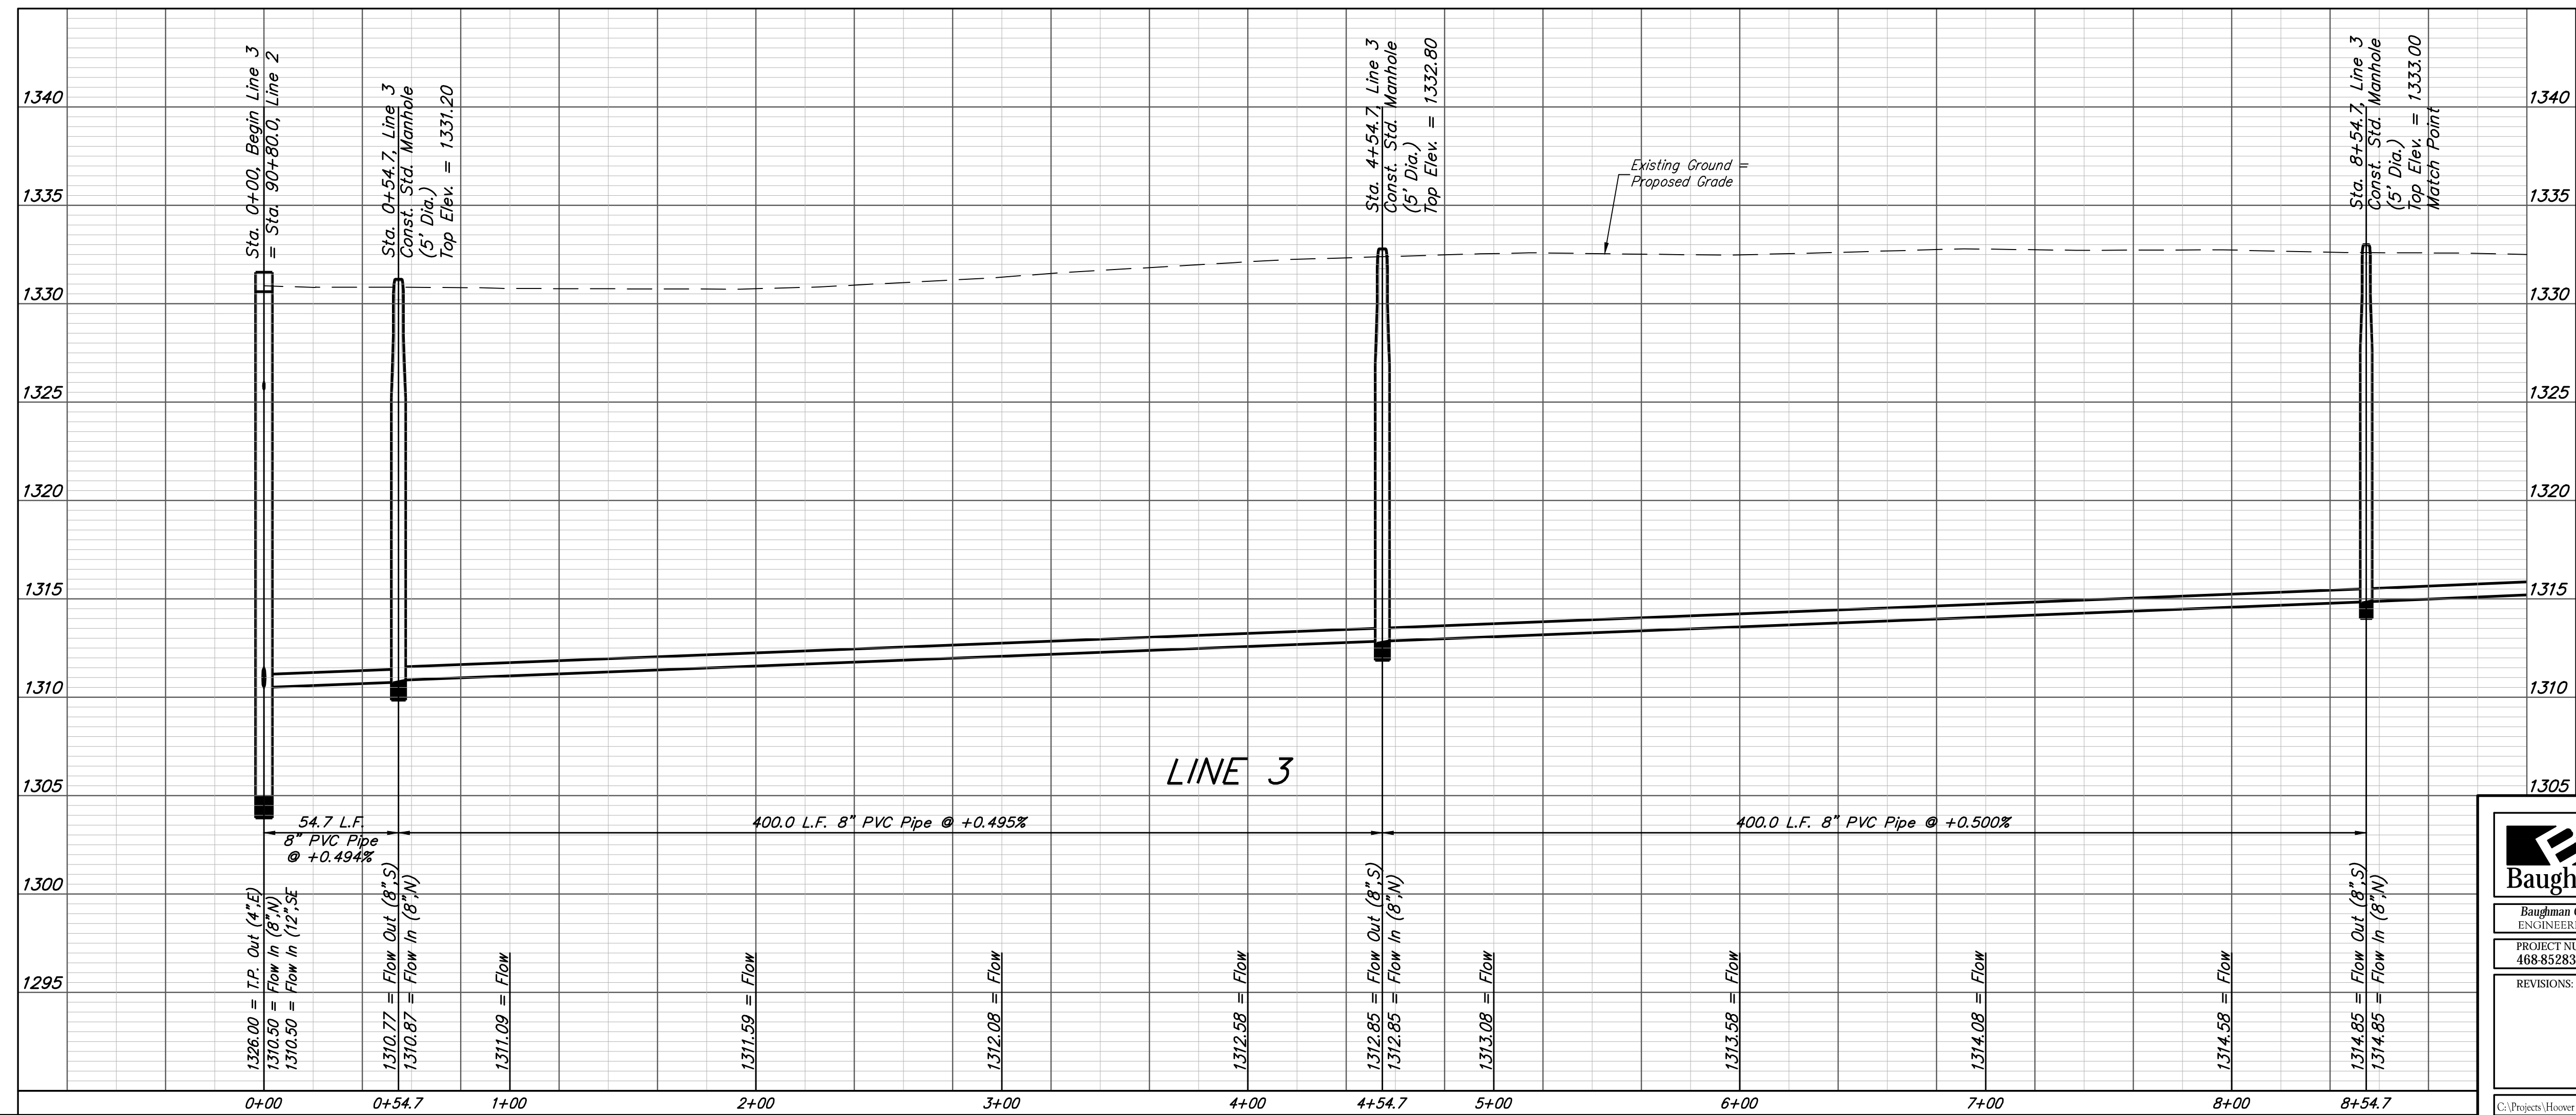 Sta. 0+00, Begin Line 3
= Sta. 90+80.0, Line 2
Sta. 0+54.7, Line 3
Const. Std. Manhole
(5' Dia.)
Top Elev. = 1331.20
Sta. 4+54.7, Line 3
Const. Std. Manhole
(5' Dia.)
Top Elev. = 1332.80
Sta. 8+54.7, Line 3
Const. Std. Manhole
(5' Dia.)
Top Elev. = 1333.00
Match Point
Existing Ground =
Proposed Grade
1340
1335
1330
1325
1320
1315
1310
1305
1300
1295
1340
1335
1330
1325
1320
1315
1310
1305
LINE 3
54.7 L.F.
8" PVC Pipe
@ +0.494%
400.0 L.F. 8" PVC Pipe @ +0.495%
400.0 L.F. 8" PVC Pipe @ +0.500%
1326.00 = T.P. Out (4",E)
1310.50 = Flow In (8",N)
1310.50 = Flow In (12",SE
1310.77 = Flow Out (8",S)
1310.87 = Flow In (8",N)
1311.09 = Flow
1311.59 = Flow
1312.08 = Flow
1312.58 = Flow
1312.85 = Flow Out (8",S)
1312.85 = Flow In (8",N)
1313.08 = Flow
1313.58 = Flow
1314.08 = Flow
1314.58 = Flow
1314.85 = Flow Out (8",S)
1314.85 = Flow In (8",N)
0+00
0+54.7
1+00
2+00
3+00
4+00
4+54.7
5+00
6+00
7+00
8+00
8+54.7
Baugh
Baughman
ENGINEER
PROJECT NU
468-85283
REVISIONS:
C:\Projects\Hoover